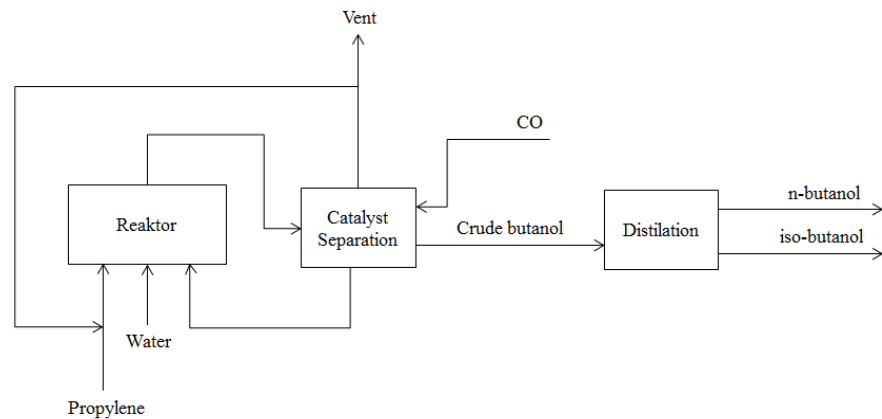 Vent
CO
Reaktor
Catalyst
Separation
Crude butanol
Distilation
n-butanol
iso-butanol
Water
Propylene